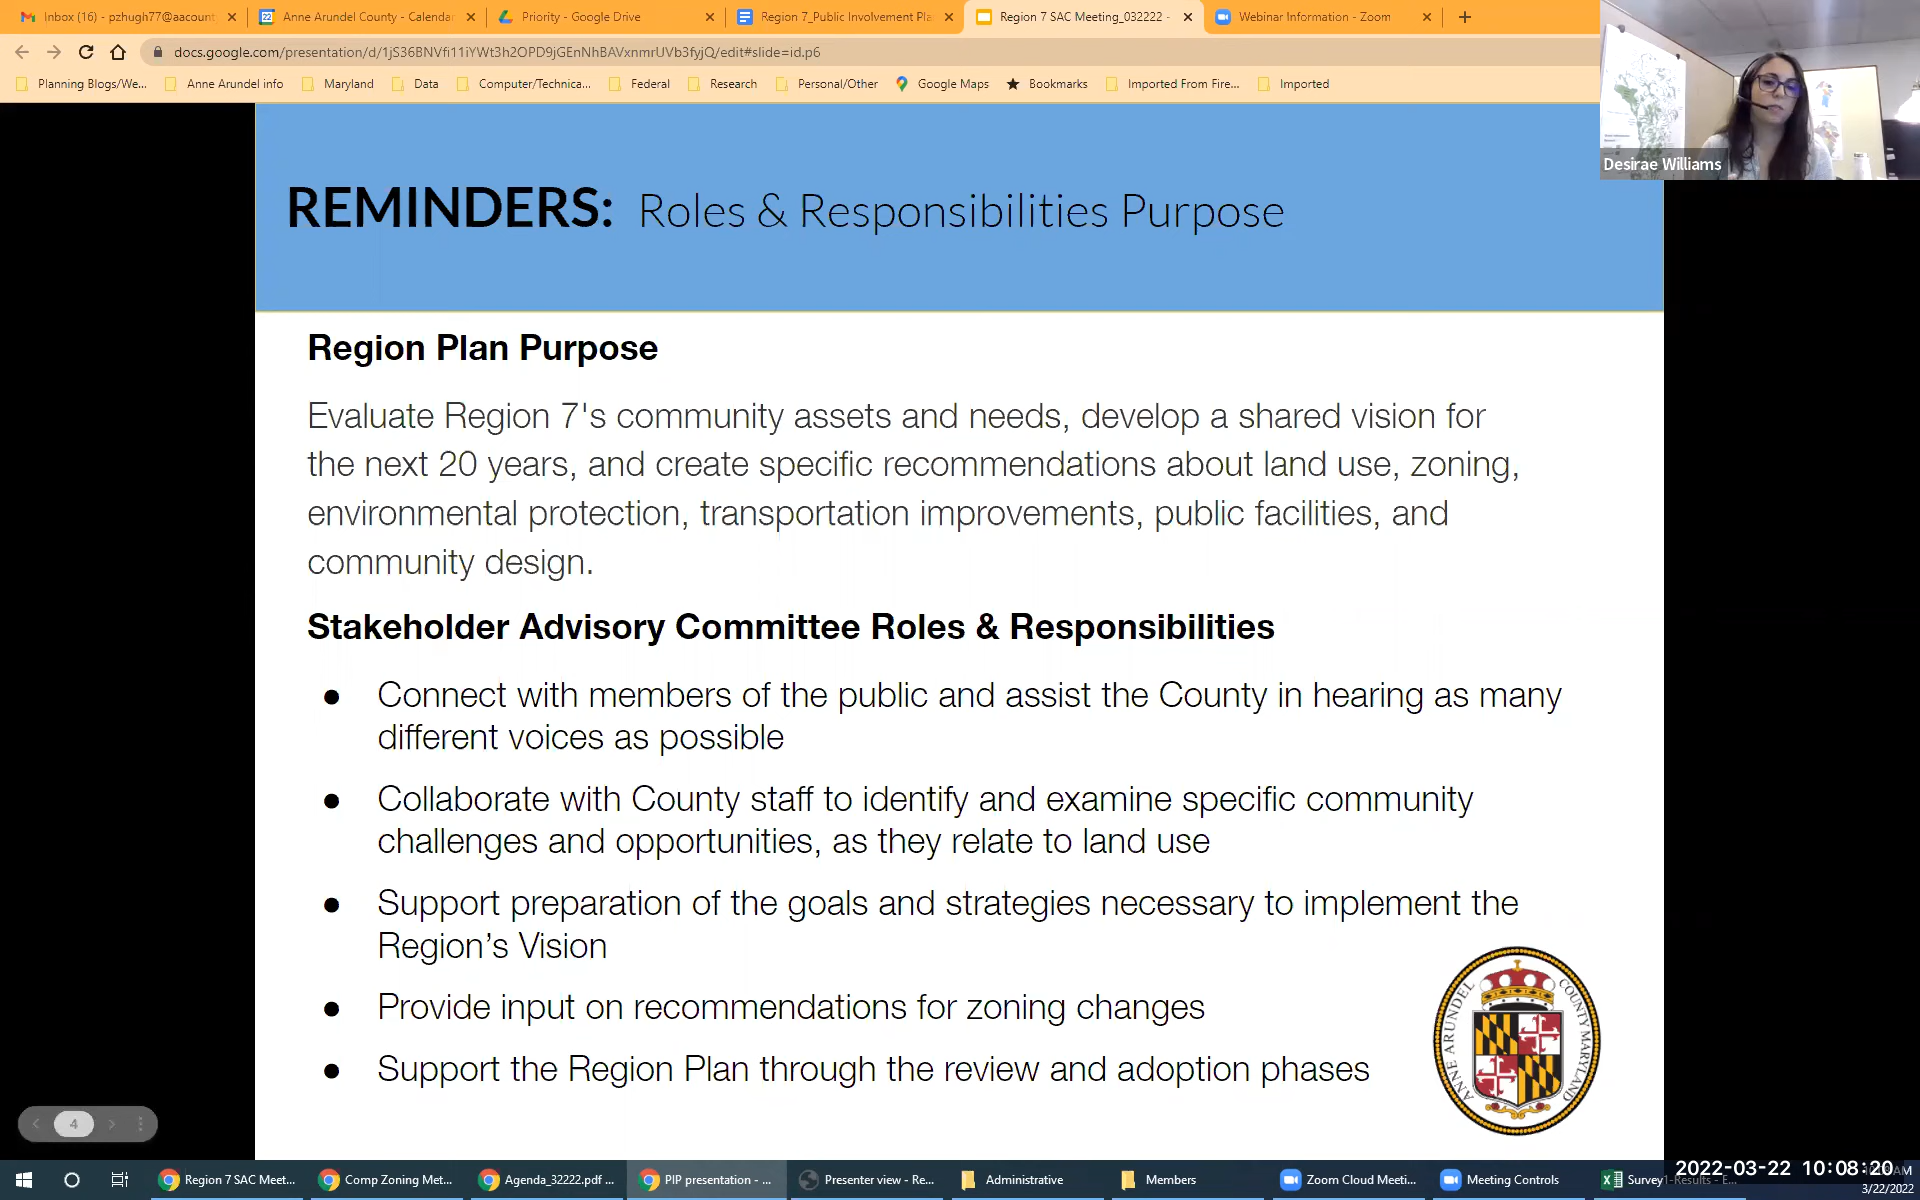 Inbox (16) - pzhugh77@aacount
Anne Arundel County - Calendar
Priority - Google Drive
Region 7_Public Involvement Pla
Region 7 SAC Meeting_032222 -
Webinar Information - Zoom
docs.google.com/presentation/d/1jS36BNVfi11iYWt3h2OPD9jGEnNhBAVxnmrUVb3fyjQ/edit#slide=id.p6
Planning Blogs/We...
Anne Arundel info
Maryland
Data
Computer/Technica...
Federal
Research
Personal/Other
Google Maps
Bookmarks
Imported From Fire...
Imported
Desirae Williams
REMINDERS: Roles & Responsibilities Purpose
Region Plan Purpose
Evaluate Region 7's community assets and needs, develop a shared vision for
the next 20 years, and create specific recommendations about land use, zoning,
environmental protection, transportation improvements, public facilities, and
community design.
Stakeholder Advisory Committee Roles & Responsibilities
● Connect with members of the public and assist the County in hearing as many
different voices as possible
● Collaborate with County staff to identify and examine specific community
challenges and opportunities, as they relate to land use
● Support preparation of the goals and strategies necessary to implement the
Region’s Vision
● Provide input on recommendations for zoning changes
● Support the Region Plan through the review and adoption phases
ANNE ARUNDEL COUNTY MARYLAND
4
Region 7 SAC Meet...
Comp Zoning Met...
Agenda_32222.pdf ...
PIP presentation - ...
Presenter view - Re...
Administrative
Members
Zoom Cloud Meeti...
Meeting Controls
Survey
2022-03-22 10:08:20
3/22/2022